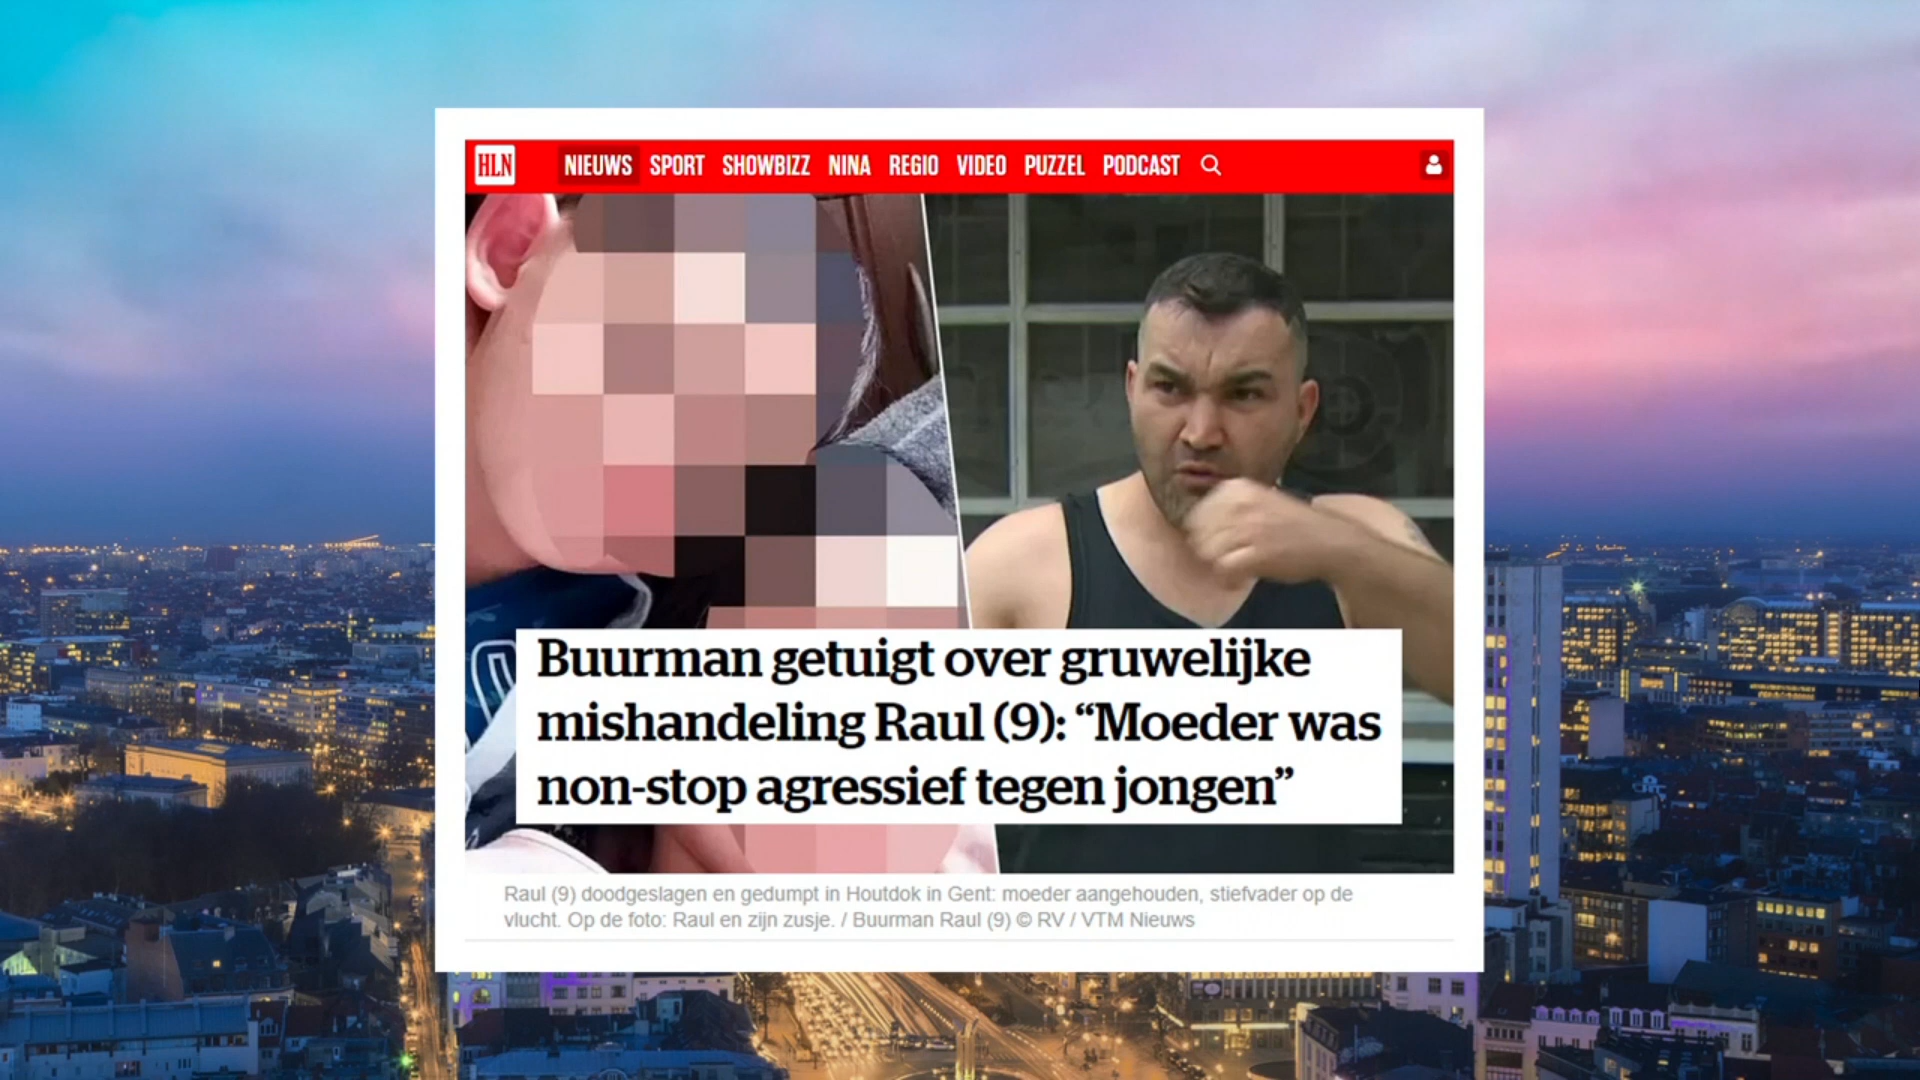 HLN NIEUWS SPORT SHOWBIZZ NINA REGIO VIDEO PUZZEL PODCAST
Buurman getuigt over gruwelijke
mishandeling Raul (9): “Moeder was
non-stop agressief tegen jongen”
Raul (9) doodgeslagen en gedumpt in Houtdok in Gent: moeder aangehouden, stiefvader op de
vlucht. Op de foto: Raul en zijn zusje. / Buurman Raul (9) © RV / VTM Nieuws